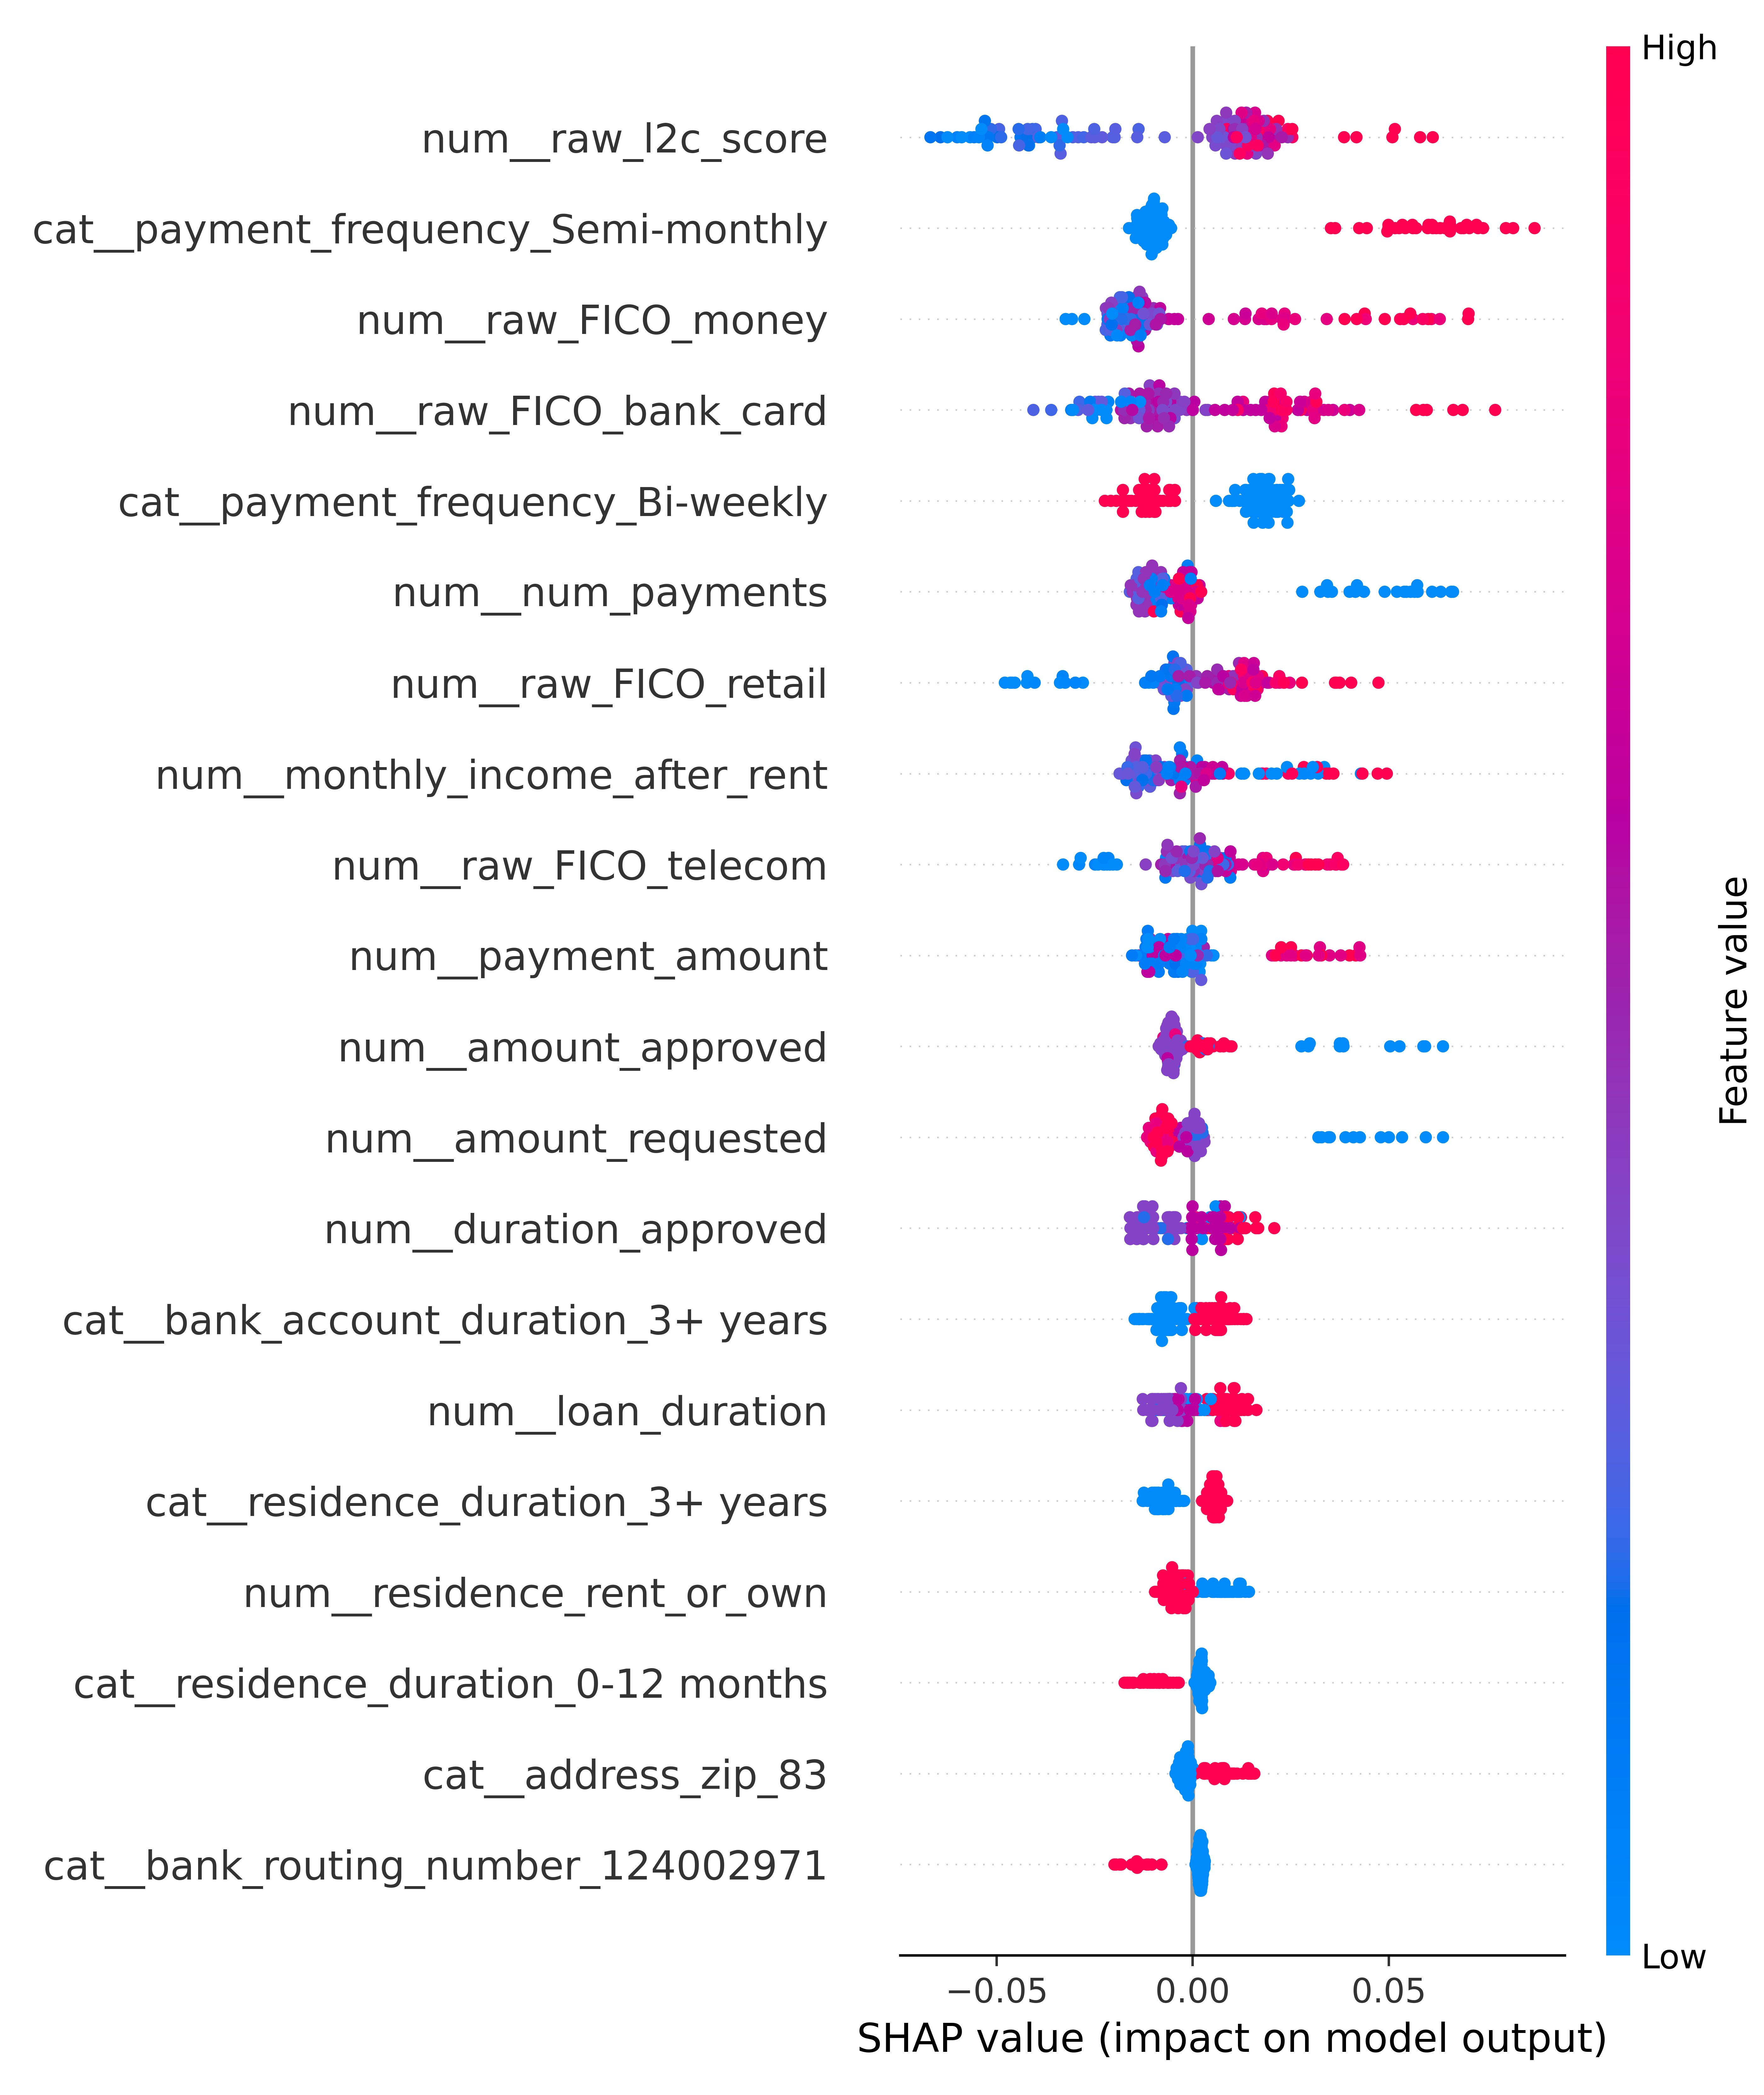 High
num__raw_l2c_score
cat__payment_frequency_Semi-monthly
num__raw_FICO_money
num__raw_FICO_bank_card
cat__payment_frequency_Bi-weekly
num__num_payments
num__raw_FICO_retail
num__monthly_income_after_rent
num__raw_FICO_telecom
num__payment_amount
num__amount_approved
num__amount_requested
num__duration_approved
cat__bank_account_duration_3+ years
num__loan_duration
cat__residence_duration_3+ years
num__residence_rent_or_own
cat__residence_duration_0-12 months
cat__address_zip_83
cat__bank_routing_number_124002971
Feature value
Low
−0.05 0.00 0.05
SHAP value (impact on model output)